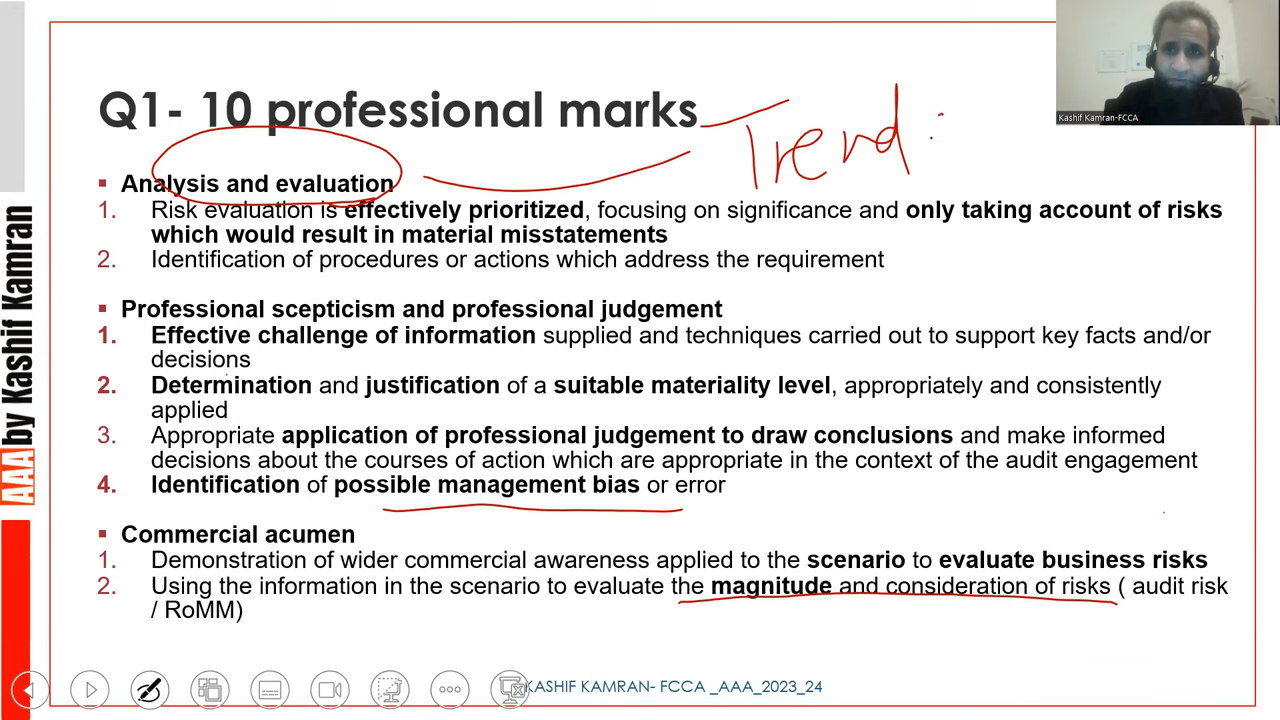 Q1- 10 professional marks
Trend:
Kashif Kamran-FCCA
▪ Analysis and evaluation
1. Risk evaluation is effectively prioritized, focusing on significance and only taking account of risks
which would result in material misstatements
2. Identification of procedures or actions which address the requirement
▪ Professional scepticism and professional judgement
1. Effective challenge of information supplied and techniques carried out to support key facts and/or
decisions
2. Determination and justification of a suitable materiality level, appropriately and consistently
applied
3. Appropriate application of professional judgement to draw conclusions and make informed
decisions about the courses of action which are appropriate in the context of the audit engagement
4. Identification of possible management bias or error
▪ Commercial acumen
1. Demonstration of wider commercial awareness applied to the scenario to evaluate business risks
2. Using the information in the scenario to evaluate the magnitude and consideration of risks ( audit risk
/ RoMM)
KASHIF KAMRAN- FCCA _AAA_2023_24
AAA by Kashif Kamran